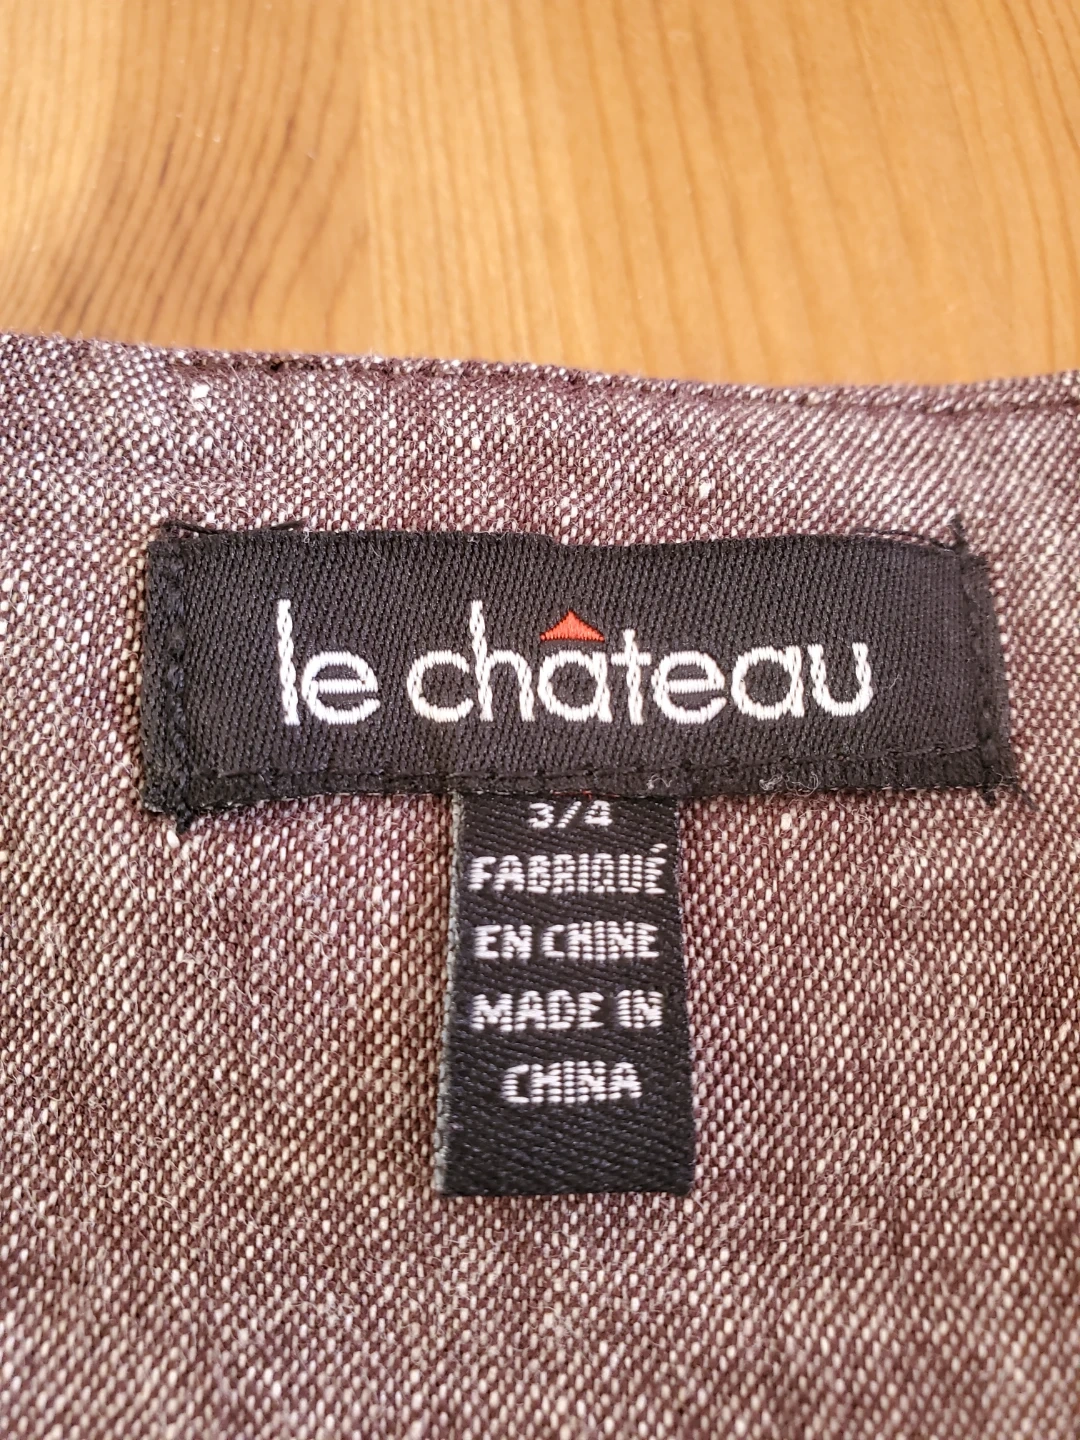 le château
3/4
FABRIQUÉ
EN CHINE
MADE IN
CHINA